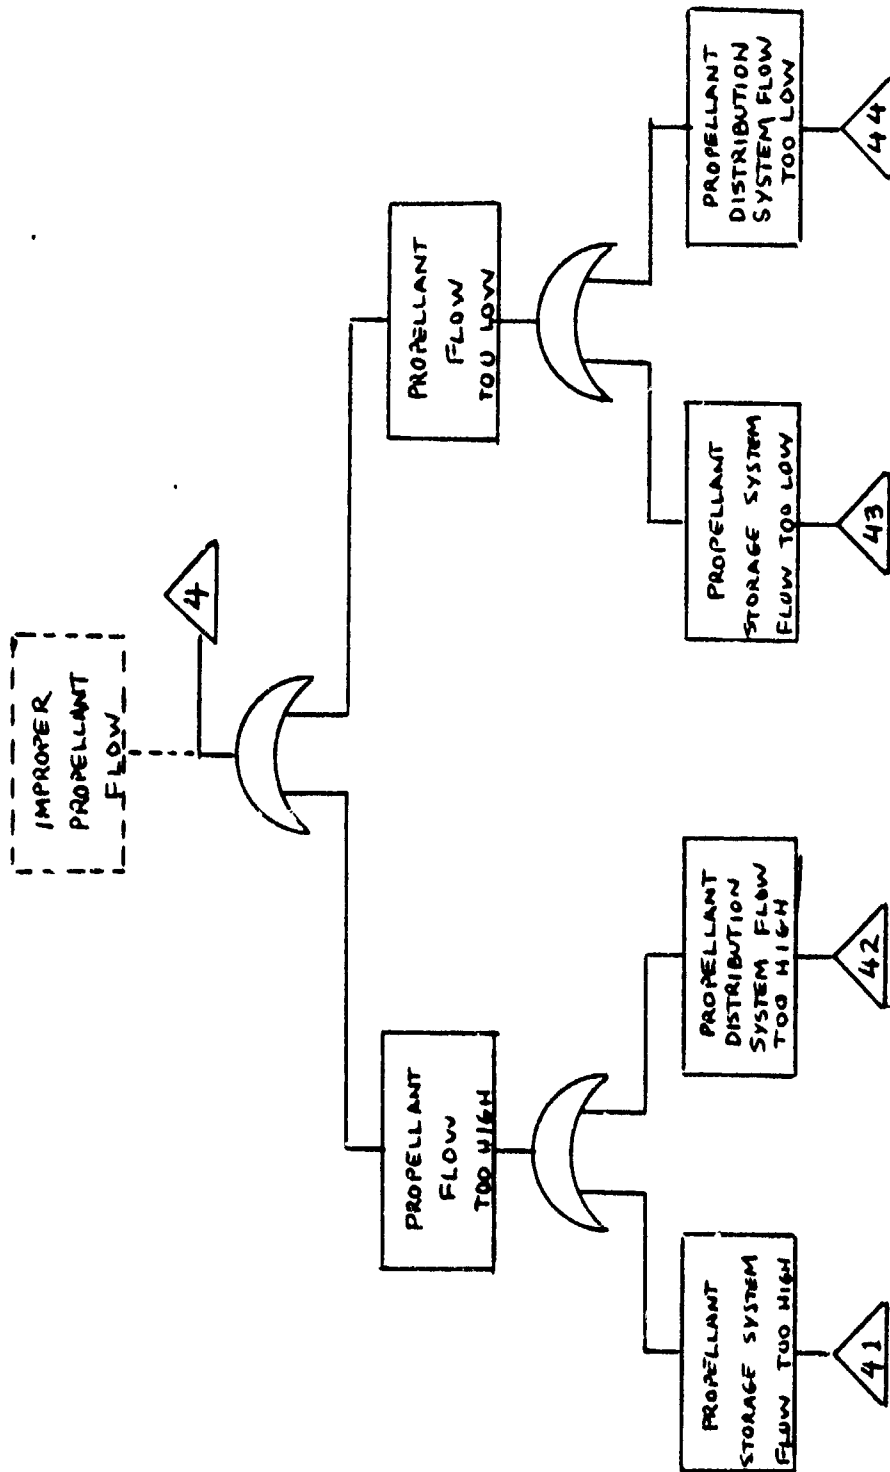 IMPROPER
PROPELLANT
FLOW
4
PROPELLANT
FLOW
TOO HIGH
PROPELLANT
FLOW
TOO LOW
PROPELLANT
STORAGE SYSTEM
FLOW TOO HIGH
PROPELLANT
DISTRIBUTION
SYSTEM FLOW
TOO HIGH
PROPELLANT
STORAGE SYSTEM
FLOW TOO LOW
PROPELLANT
DISTRIBUTION
SYSTEM FLOW
TOO LOW
41
42
43
44